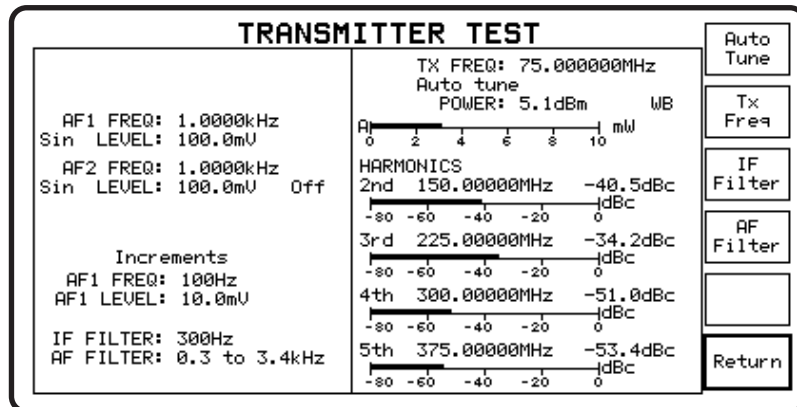 TRANSMITTER TEST
AF1 FREQ: 1.0000kHz
Sin LEVEL: 100.0mV
AF2 FREQ: 1.0000kHz
Sin LEVEL: 100.0mV Off
Increments
AF1 FREQ: 100Hz
AF1 LEVEL: 10.0mV
IF FILTER: 300Hz
AF FILTER: 0.3 to 3.4kHz
TX FREQ: 75.000000MHz
Auto tune
POWER: 5.1dBm WB
A mW
0 2 4 6 8 10
HARMONICS
2nd 150.00000MHz -40.5dBc
dBc
-80 -60 -40 -20 0
3rd 225.00000MHz -34.2dBc
dBc
-80 -60 -40 -20 0
4th 300.00000MHz -51.0dBc
dBc
-80 -60 -40 -20 0
5th 375.00000MHz -53.4dBc
dBc
-80 -60 -40 -20 0
Auto
Tune
Tx
Freq
IF
Filter
AF
Filter
Return